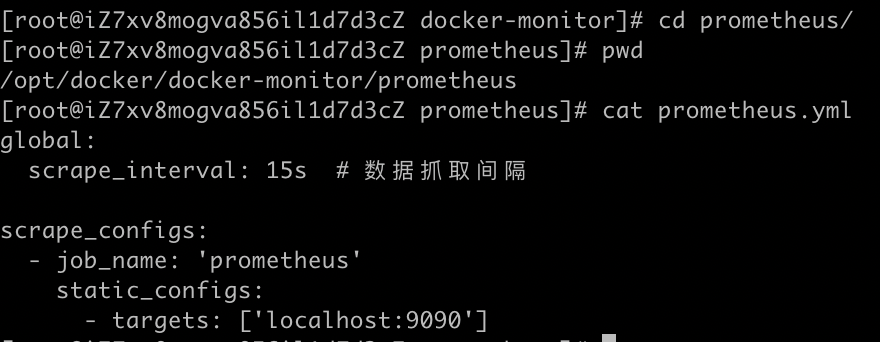 [root@iZ7xv8mogva856il1d7d3cZ docker-monitor]# cd prometheus/
[root@iZ7xv8mogva856il1d7d3cZ prometheus]# pwd
/opt/docker/docker-monitor/prometheus
[root@iZ7xv8mogva856il1d7d3cZ prometheus]# cat prometheus.yml
global:
  scrape_interval: 15s  # 数据抓取间隔

scrape_configs:
  - job_name: 'prometheus'
    static_configs:
      - targets: ['localhost:9090']